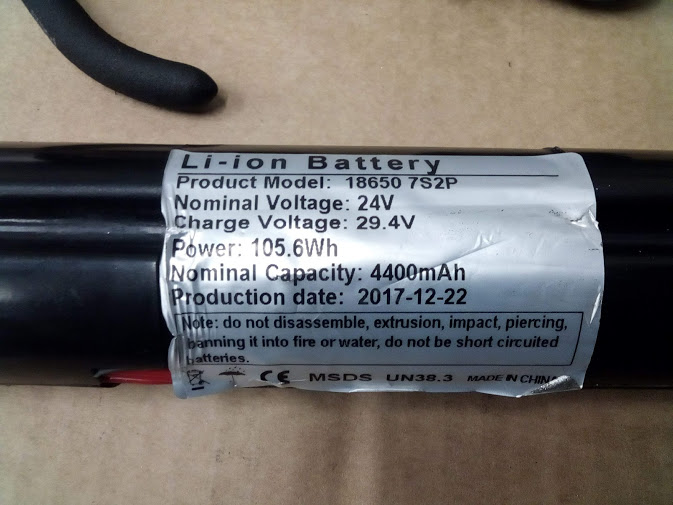 Li-ion Battery
Product Model: 18650 7S2P
Nominal Voltage: 24V
Charge Voltage: 29.4V
Power: 105.6Wh
Nominal Capacity: 4400mAh
Production date: 2017-12-22
Note: do not disassemble, extrusion, impact, piercing,
banning it into fire or water, do not be short circuited
batteries.
CE MSDS UN38.3 MADE IN CHINA